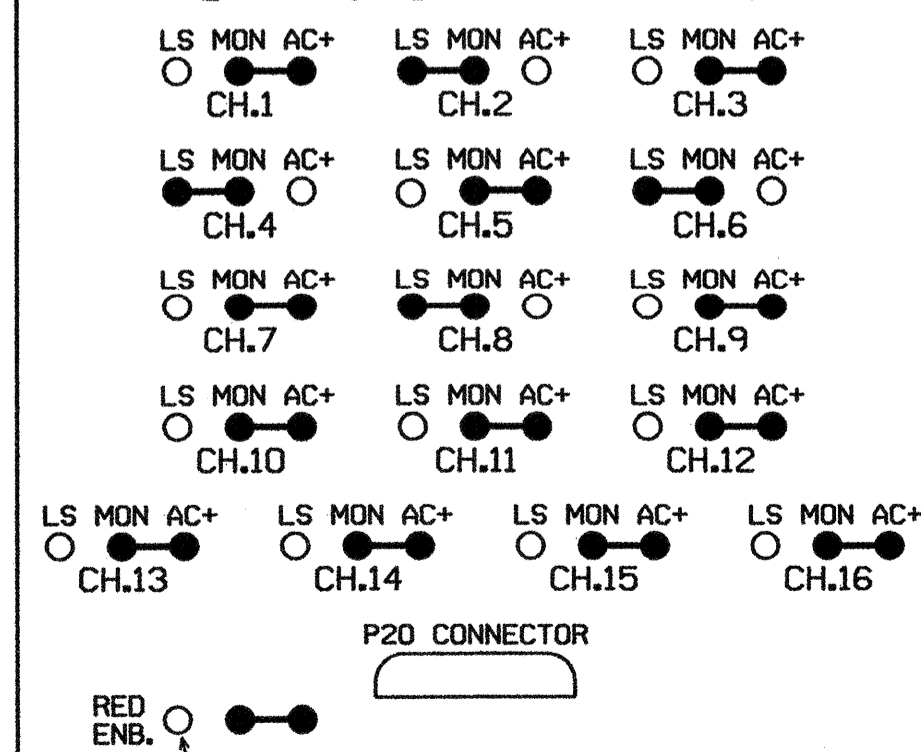 LS MON AC+ LS MON AC+ LS MON AC+
CH.1 CH.2 CH.3
LS MON AC+ LS MON AC+ LS MON AC+
CH.4 CH.5 CH.6
LS MON AC+ LS MON AC+ LS MON AC+
CH.7 CH.8 CH.9
LS MON AC+ LS MON AC+ LS MON AC+
CH.10 CH.11 CH.12
LS MON AC+ LS MON AC+ LS MON AC+ LS MON AC+
CH.13 CH.14 CH.15 CH.16
P20 CONNECTOR
RED
ENB.